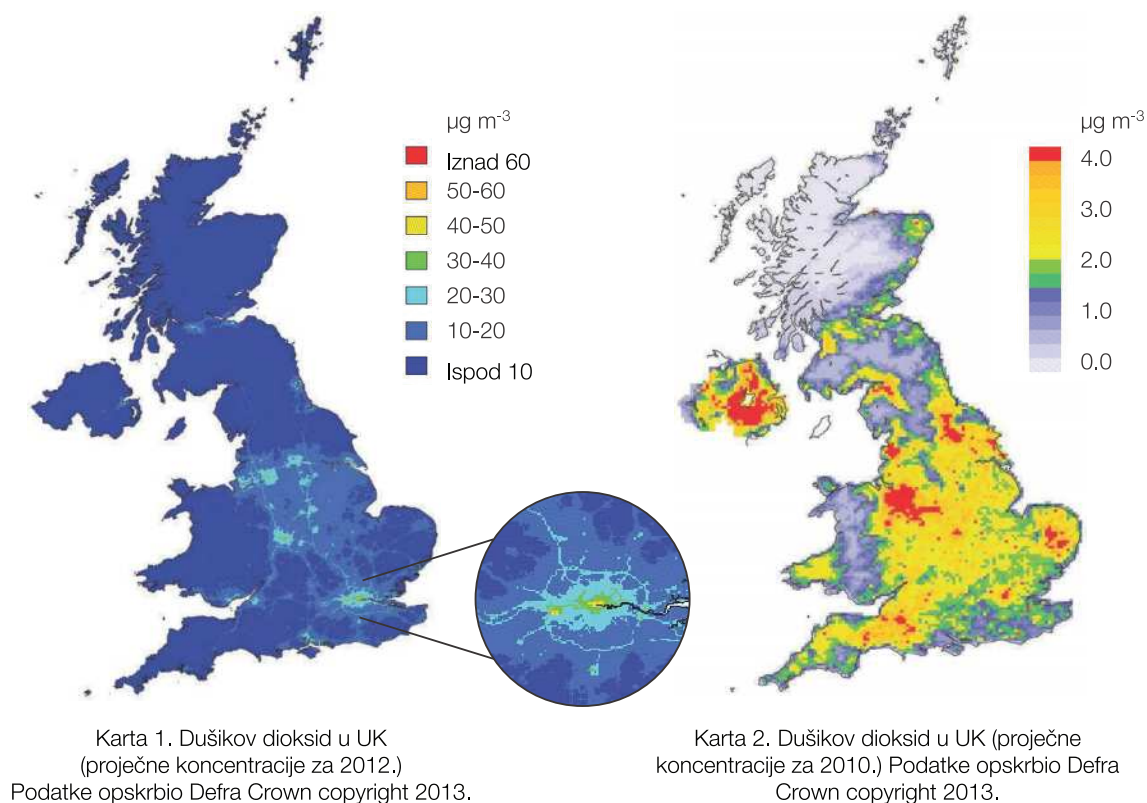 µg m-3
Iznad 60
50-60
40-50
30-40
20-30
10-20
Ispod 10
µg m-3
4.0
3.0
2.0
1.0
0.0
Karta 1. Dušikov dioksid u UK
(proječne koncentracije za 2012.)
Podatke opskrbio Defra Crown copyright 2013.
Karta 2. Dušikov dioksid u UK (proječne
koncentracije za 2010.) Podatke opskrbio Defra
Crown copyright 2013.